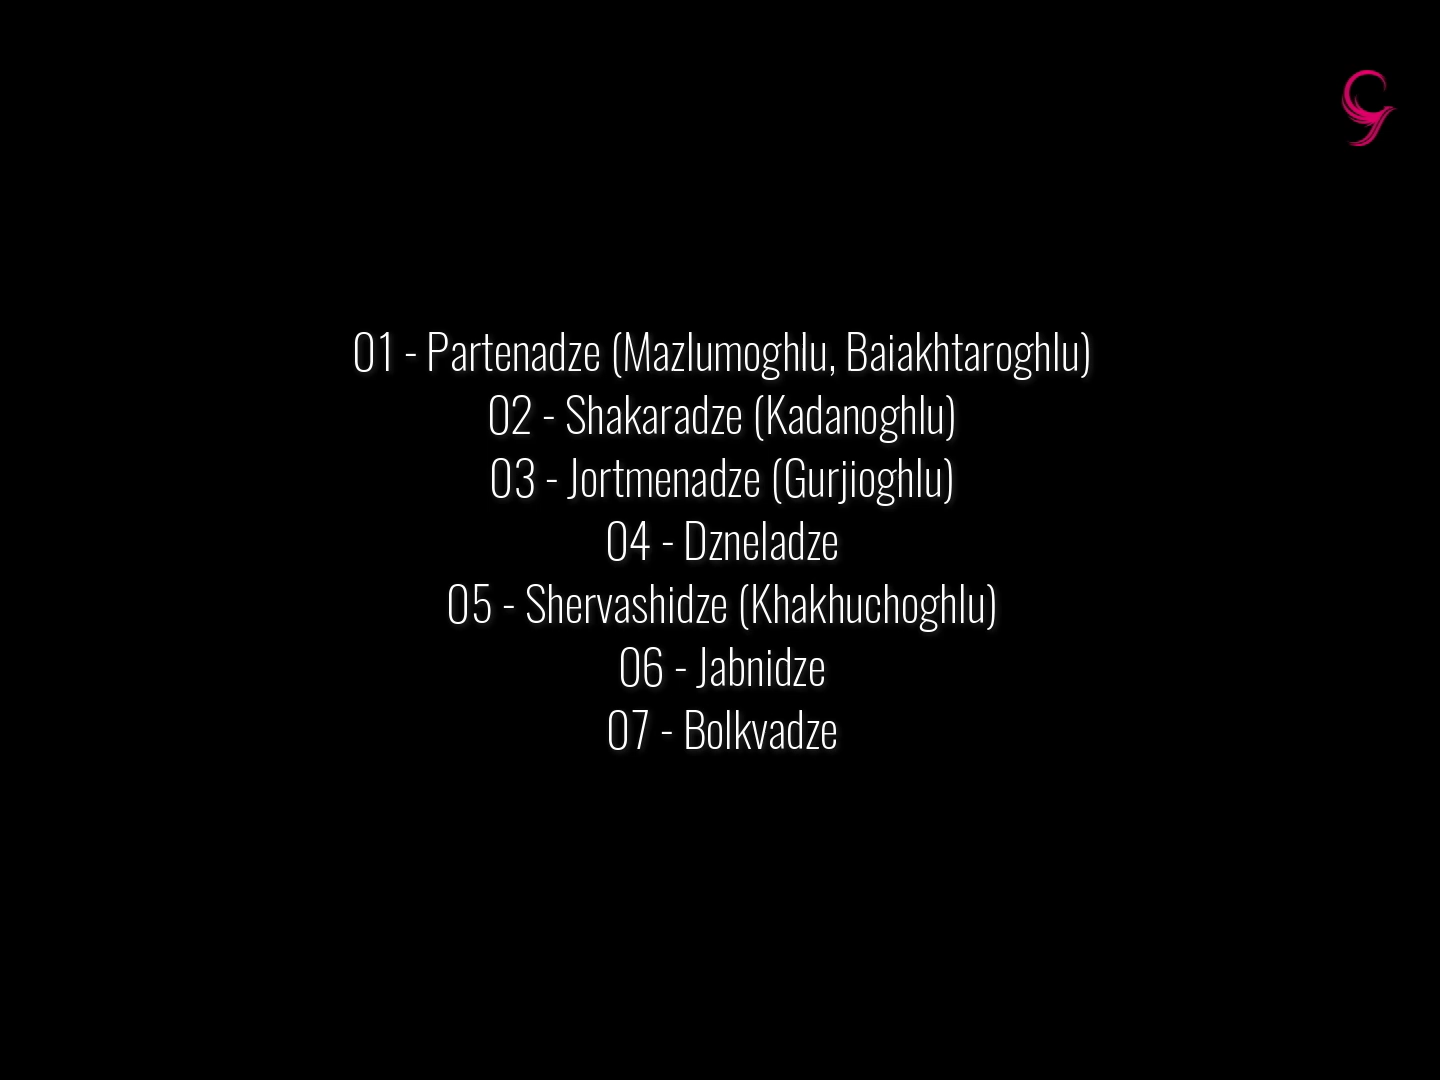 01 - Partenadze (Mazlumoghlu, Baiakhtaroghlu)
02 - Shakaradze (Kadanoghlu)
03 - Jortmenadze (Gurjioghlu)
04 - Dzneladze
05 - Shervashidze (Khakhuchoghlu)
06 - Jabnidze
07 - Bolkvadze